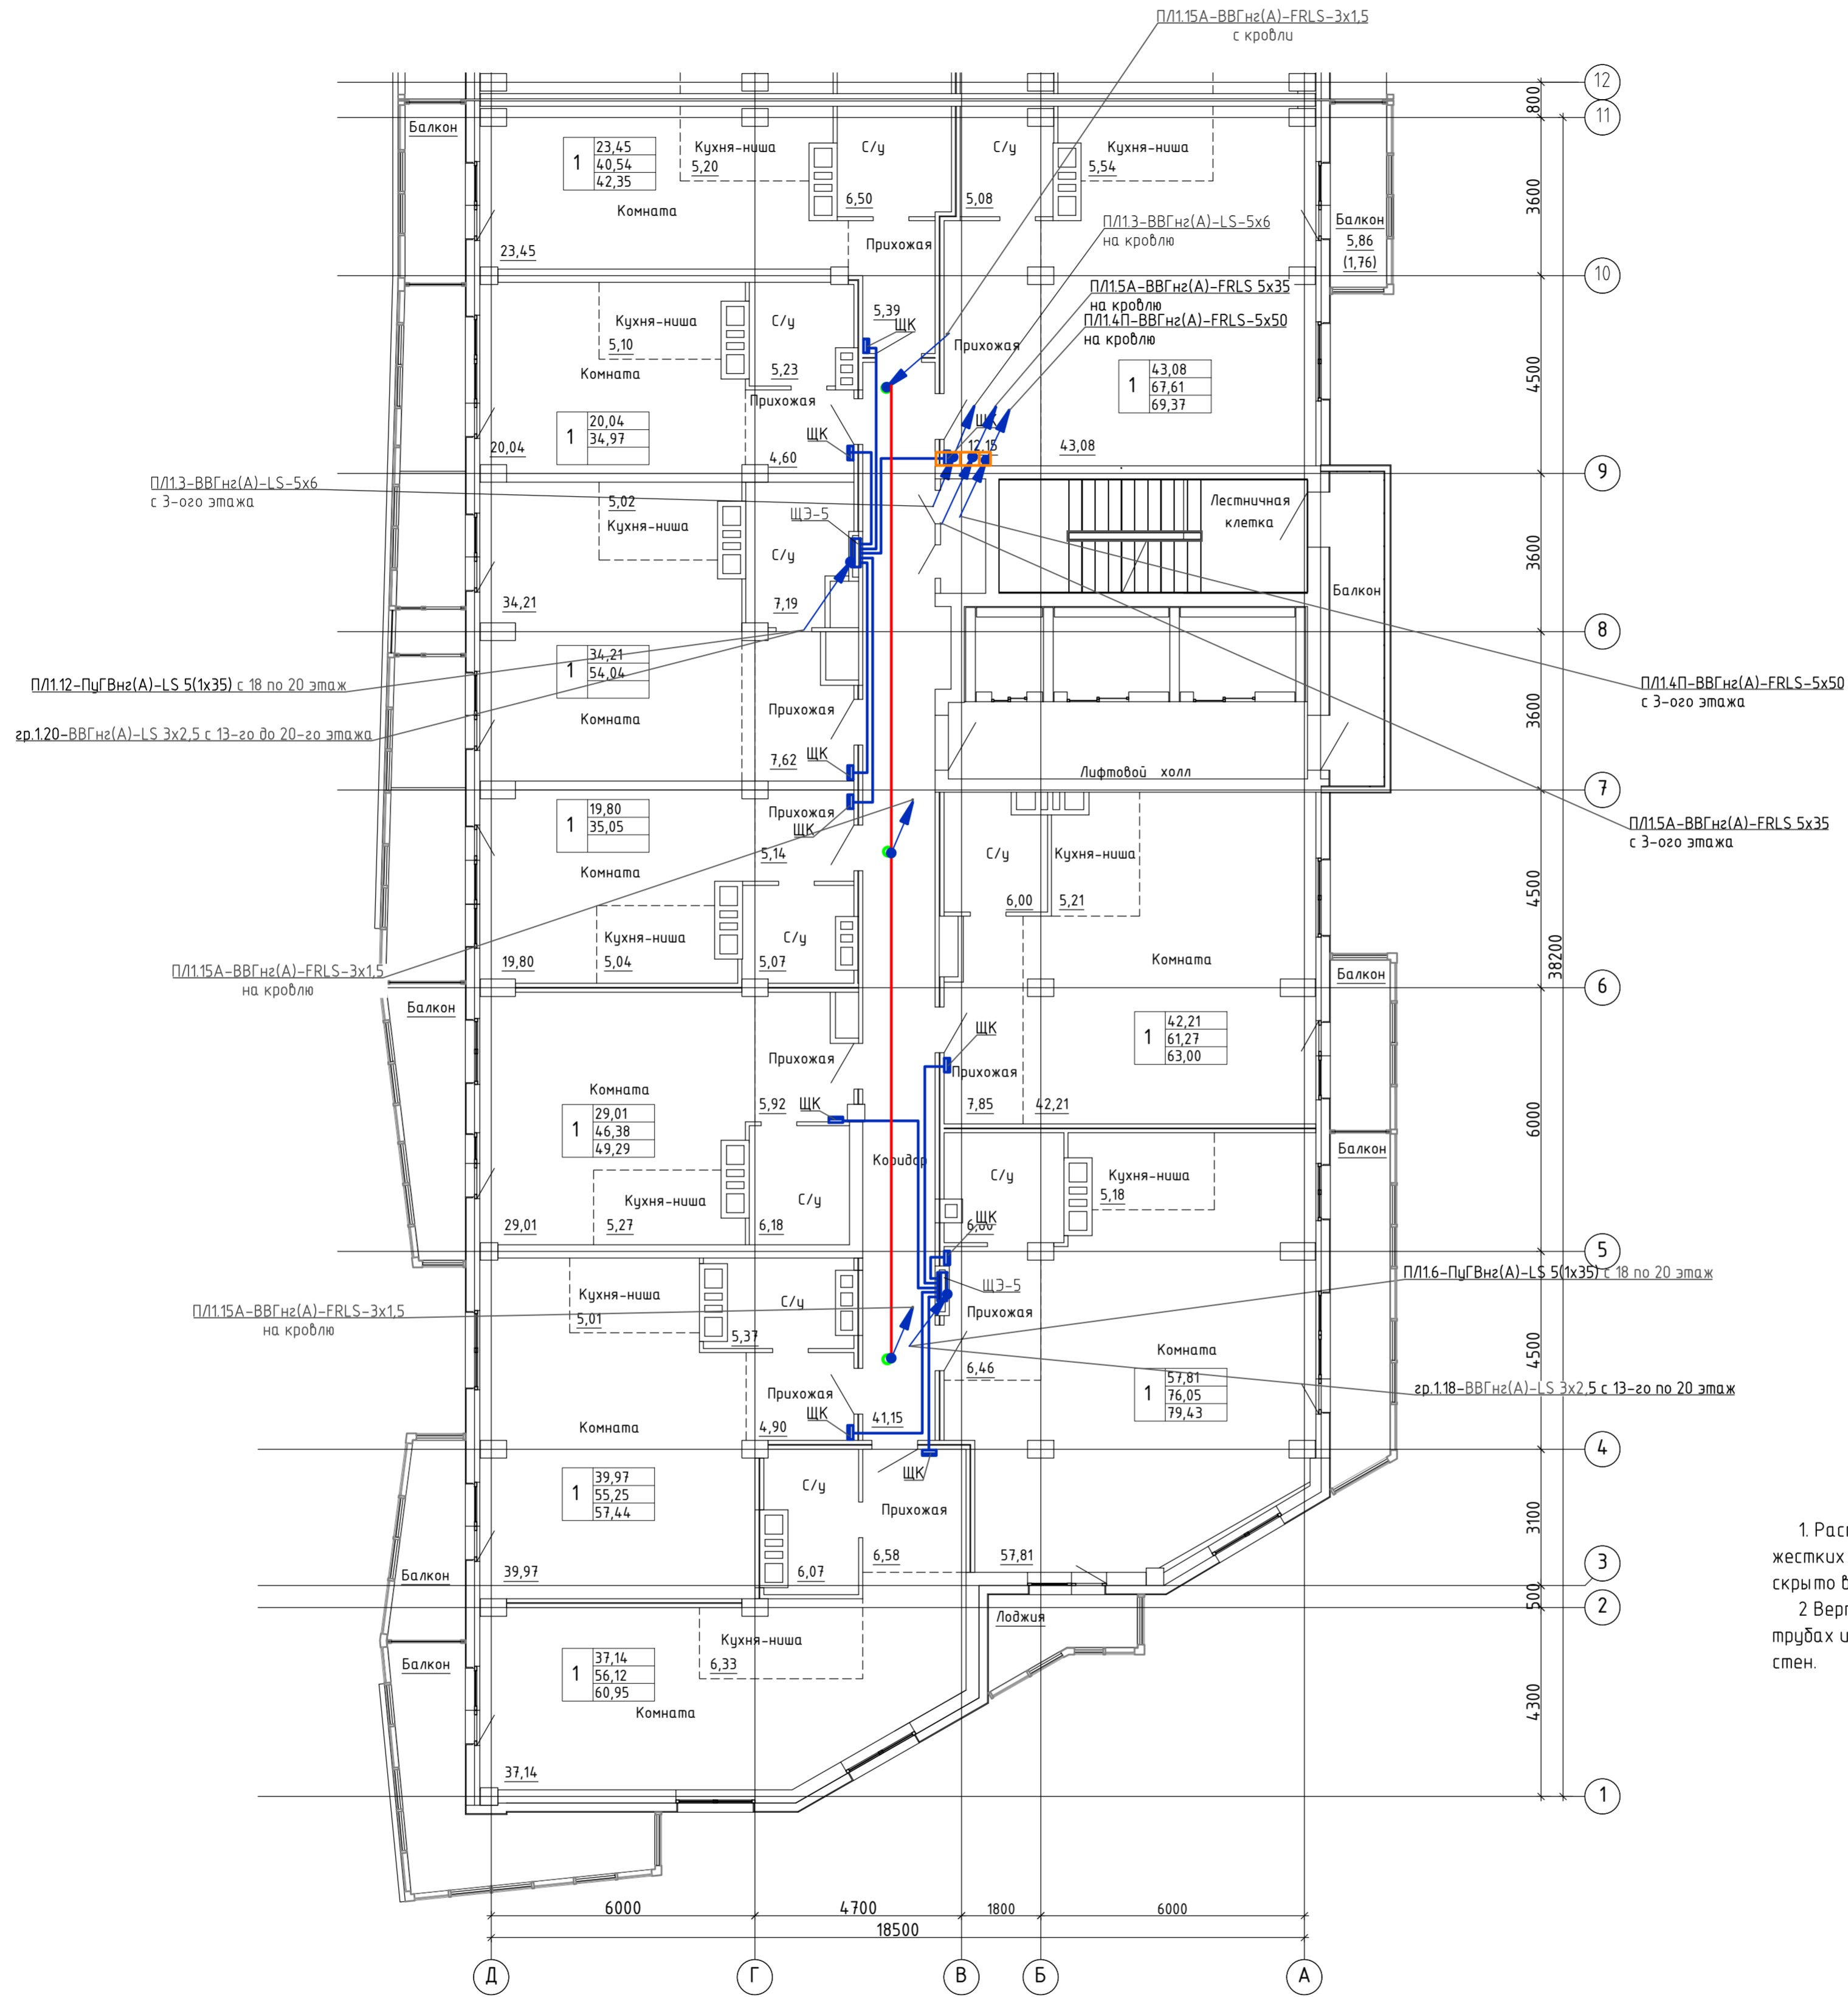 ПЛ1.15А-ВВГнг(А)-FRLS-3х1,5
с кровли
12
11
Балкон
1
23,45
40,54
42,35
Кухня-ниша
5,20
С/у
С/у
Кухня-ниша
5,54
Комната
6,50
5,08
Прихожая
23,45
Балкон
5,86
(1,76)
ПЛ1.3-ВВГнг(А)-LS-5х6
на кровлю
10
ПЛ1.5А-ВВГнг(А)-FRLS 5х35
на кровлю
ПЛ1.4П-ВВГнг(А)-FRLS-5х50
на кровлю
5,39
ЩК
Кухня-ниша
5,10
С/у
Прихожая
Комната
5,23
Прихожая
1
43,08
67,61
69,37
1
20,04
34,97
20,04
ЩК
4,60
ЩК
12,15
43,08
9
ПЛ1.3-ВВГнг(А)-LS-5х6
с 3-ого этажа
5,02
Кухня-ниша
ЩЭ-5
С/у
Лестничная
клетка
34,21
7,19
Балкон
8
1
34,21
54,04
ПЛ1.12-ПуГВнг(А)-LS 5(1х35) с 18 по 20 этаж
ПЛ1.4П-ВВГнг(А)-FRLS-5х50
с 3-ого этажа
Комната
Прихожая
гр.1.20-ВВГнг(А)-LS 3х2,5 с 13-го до 20-го этажа
7,62
ЩК
Лифтовой холл
7
1
19,80
35,05
Прихожая
ЩК
ПЛ1.5А-ВВГнг(А)-FRLS 5х35
с 3-ого этажа
5,14
С/у
Кухня-ниша
Комната
6,00
5,21
Кухня-ниша
С/у
19,80
5,04
5,07
Комната
ПЛ1.15А-ВВГнг(А)-FRLS-3х1,5
на кровлю
Балкон
6
Балкон
1
42,21
61,27
63,00
ЩК
Прихожая
Прихожая
Комната
5,92
ЩК
7,85
42,21
1
29,01
46,38
49,29
Коридор
Балкон
С/у
Кухня-ниша
5,18
Кухня-ниша
С/у
29,01
5,27
6,18
ЩК
5
ПЛ1.6-ПуГВнг(А)-LS 5(1х35) с 18 по 20 этаж
ЩЭ-5
Кухня-ниша
5,01
С/у
Прихожая
ПЛ1.15А-ВВГнг(А)-FRLS-3х1,5
на кровлю
5,37
Комната
6,46
1
57,81
76,05
79,43
гр.1.18-ВВГнг(А)-LS 3х2,5 с 13-го по 20 этаж
Прихожая
ЩК
41,15
Комната
4,90
4
ЩК
1
39,97
55,25
57,44
С/у
Прихожая
1. Рас
жестких
скрыто в
39,97
6,07
6,58
57,81
3
Балкон
2
Лоджия
2 Вер
трубах и
стен.
Кухня-ниша
6,33
Балкон
1
37,14
56,12
60,95
Комната
37,14
1
800
3600
4500
3600
3600
4500
6000
4500
3100
500
4300
38200
6000
4700
1800
6000
18500
Д
Г
В
Б
А